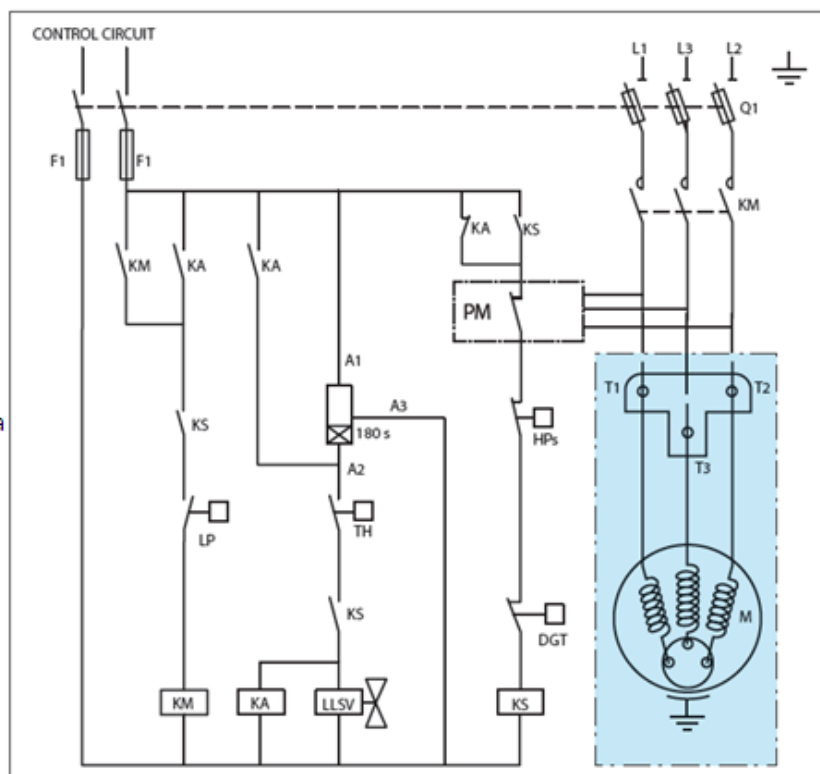 CONTROL CIRCUIT
L1 L3 L2
Q1
F1 F1
KM
KA KS
KM KA KA
PM
A1
T1 T2
A3
a
KS
180 s
HPs
A2
T3
LP
TH
KS
M
DGT
KM KA LLSV KS